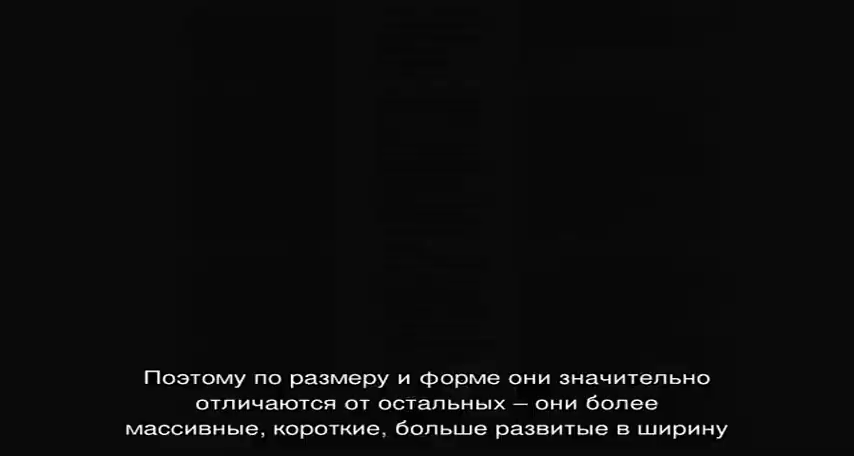 Поэтому по размеру и форме они значительно
отличаются от остальных – они более
массивные, короткие, больше развитые в ширину